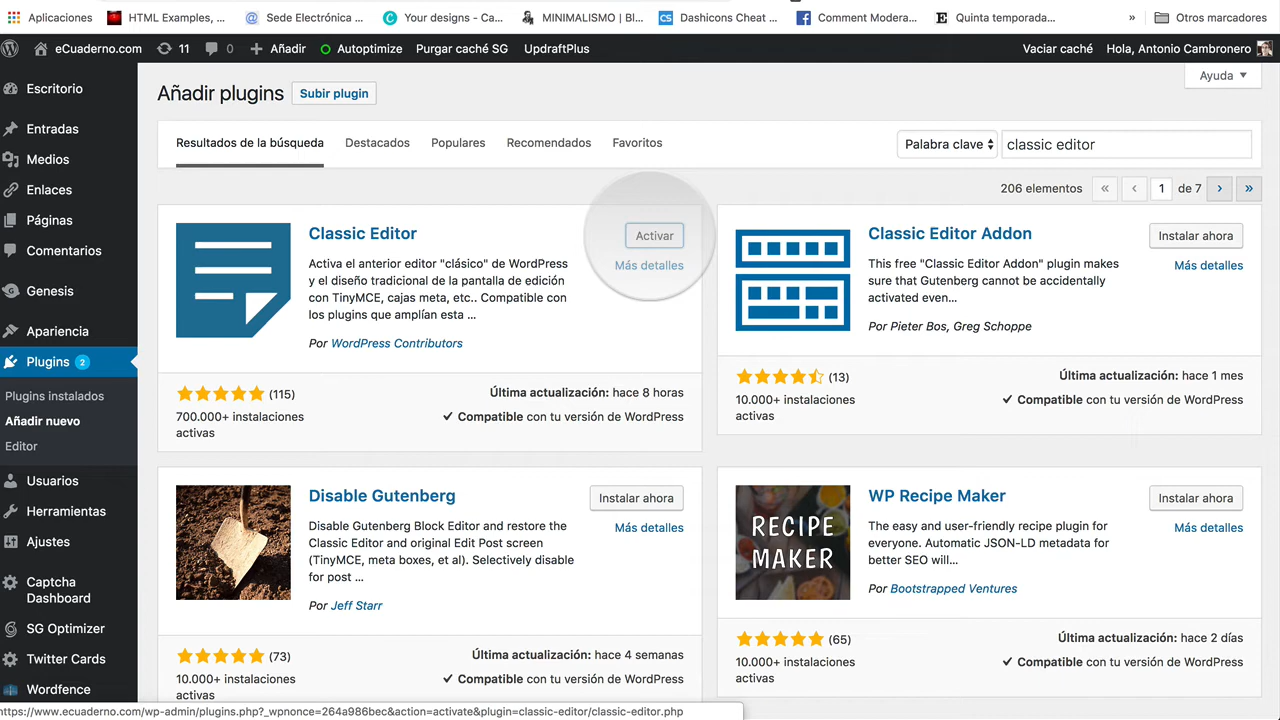 Aplicaciones
HTML Examples, ...
Sede Electrónica ...
Your designs - Ca...
MINIMALISMO | Bl...
Dashicons Cheat ...
Comment Modera...
Quinta temporada...
»
Otros marcadores
eCuaderno.com
11
0
Añadir
Autoptimize
Purgar caché SG
UpdraftPlus
Vaciar caché
Hola, Antonio Cambronero
Escritorio
Entradas
Medios
Enlaces
Páginas
Comentarios
Genesis
Apariencia
Plugins 2
Plugins instalados
Añadir nuevo
Editor
Usuarios
Herramientas
Ajustes
Captcha
Dashboard
SG Optimizer
Twitter Cards
Wordfence
Ayuda ▼
Añadir plugins
Subir plugin
Resultados de la búsqueda
Destacados
Populares
Recomendados
Favoritos
Palabra clave
classic editor
206 elementos « ‹ 1 de 7 › »
Classic Editor
Activar
Más detalles
Activa el anterior editor "clásico" de WordPress
y el diseño tradicional de la pantalla de edición
con TinyMCE, cajas meta, etc.. Compatible con
los plugins que amplían esta ...
Por WordPress Contributors
(115)
700.000+ instalaciones
activas
Última actualización: hace 8 horas
✔ Compatible con tu versión de WordPress
Classic Editor Addon
Instalar ahora
Más detalles
This free "Classic Editor Addon" plugin makes
sure that Gutenberg cannot be accidentally
activated even...
Por Pieter Bos, Greg Schoppe
(13)
10.000+ instalaciones
activas
Última actualización: hace 1 mes
✔ Compatible con tu versión de WordPress
Disable Gutenberg
Instalar ahora
Más detalles
Disable Gutenberg Block Editor and restore the
Classic Editor and original Edit Post screen
(TinyMCE, meta boxes, et al). Selectively disable
for post ...
Por Jeff Starr
(73)
10.000+ instalaciones
activas
Última actualización: hace 4 semanas
✔ Compatible con tu versión de WordPress
RECIPE
MAKER
WP Recipe Maker
Instalar ahora
Más detalles
The easy and user-friendly recipe plugin for
everyone. Automatic JSON-LD metadata for
better SEO will...
Por Bootstrapped Ventures
(65)
10.000+ instalaciones
activas
Última actualización: hace 2 días
✔ Compatible con tu versión de WordPress
https://www.ecuaderno.com/wp-admin/plugins.php?_wpnonce=264a986bec&action=activate&plugin=classic-editor/classic-editor.php